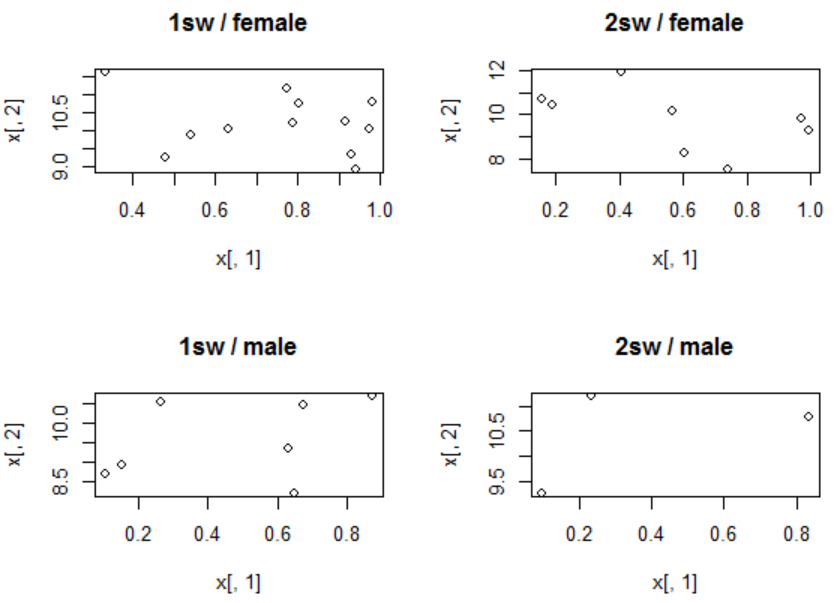 1sw / female
x[, 2]
10.5
9.0
0.4 0.6 0.8 1.0
x[, 1]
2sw / female
x[, 2]
12
10
8
0.2 0.4 0.6 0.8 1.0
x[, 1]
1sw / male
x[, 2]
10.0
8.5
0.2 0.4 0.6 0.8
x[, 1]
2sw / male
x[, 2]
10.5
9.5
0.2 0.4 0.6 0.8
x[, 1]